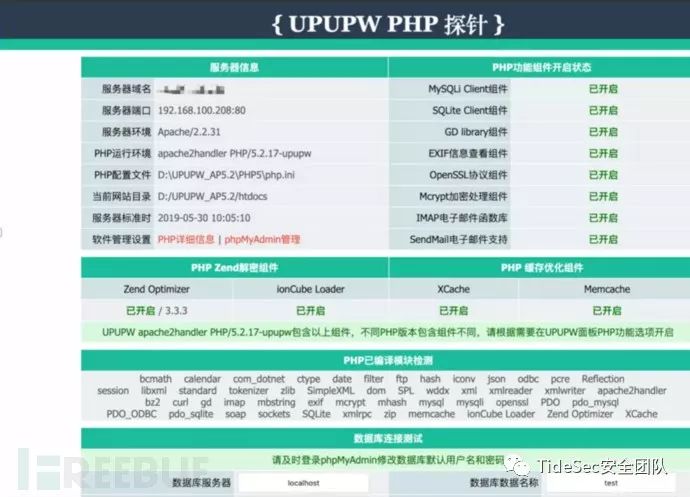 { UPUPW PHP 探针 }
服务器信息 PHP功能组件开启状态
服务器域名 MySQLi Client组件 已开启
服务器端口 192.168.100.208:80 SQLite Client组件 已开启
服务器环境 Apache/2.2.31 GD library组件 已开启
PHP运行环境 apache2handler PHP/5.2.17-upupw EXIF信息查看组件 已开启
PHP配置文件 D:\UPUPW_AP5.2\PHP5\php.ini OpenSSL协议组件 已开启
当前网站目录 D:/UPUPW_AP5.2/htdocs Mcrypt加密处理组件 已开启
服务器标准时 2019-05-30 10:05:10 IMAP电子邮件函数库 已开启
软件管理设置 PHP详细信息 | phpMyAdmin管理 SendMail电子邮件支持 已开启
PHP Zend解密组件 PHP 缓存优化组件
Zend Optimizer ionCube Loader XCache Memcache
已开启 / 3.3.3 已开启 已开启 已开启
UPUPW apache2handler PHP/5.2.17-upupw包含以上组件，不同PHP版本包含组件不同，请根据需要在UPUPW面板PHP功能选项开启
PHP已编译模块检测
bcmath calendar com_dotnet ctype date filter ftp hash iconv json odbc pcre Reflection
session libxml standard tokenizer zlib SimpleXML dom SPL wddx xml xmlreader xmlwriter apache2handler
bz2 curl gd imap mbstring exif mcrypt mhash mysql mysqli openssl PDO pdo_mysql
PDO_ODBC pdo_sqlite soap sockets SQLite xmlrpc zip memcache ionCube Loader Zend Optimizer XCache
数据库连接测试
请及时登录phpMyAdmin修改数据库默认用户名和密码
数据库服务器 localhost 数据库数据名称 test
FREEBUF
TideSec安全团队